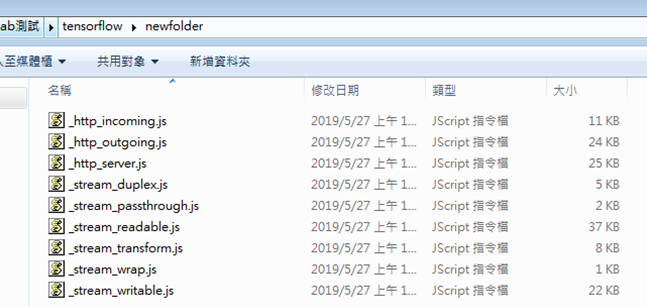 ab測試 ▸ tensorflow ▸ newfolder
入至媒體櫃 ▼ 共用對象 ▼ 新增資料夾
名稱 修改日期 類型 大小
_http_incoming.js 2019/5/27 上午 1... JScript 指令檔 11 KB
_http_outgoing.js 2019/5/27 上午 1... JScript 指令檔 24 KB
_http_server.js 2019/5/27 上午 1... JScript 指令檔 25 KB
_stream_duplex.js 2019/5/27 上午 1... JScript 指令檔 5 KB
_stream_passthrough.js 2019/5/27 上午 1... JScript 指令檔 2 KB
_stream_readable.js 2019/5/27 上午 1... JScript 指令檔 37 KB
_stream_transform.js 2019/5/27 上午 1... JScript 指令檔 8 KB
_stream_wrap.js 2019/5/27 上午 1... JScript 指令檔 1 KB
_stream_writable.js 2019/5/27 上午 1... JScript 指令檔 22 KB